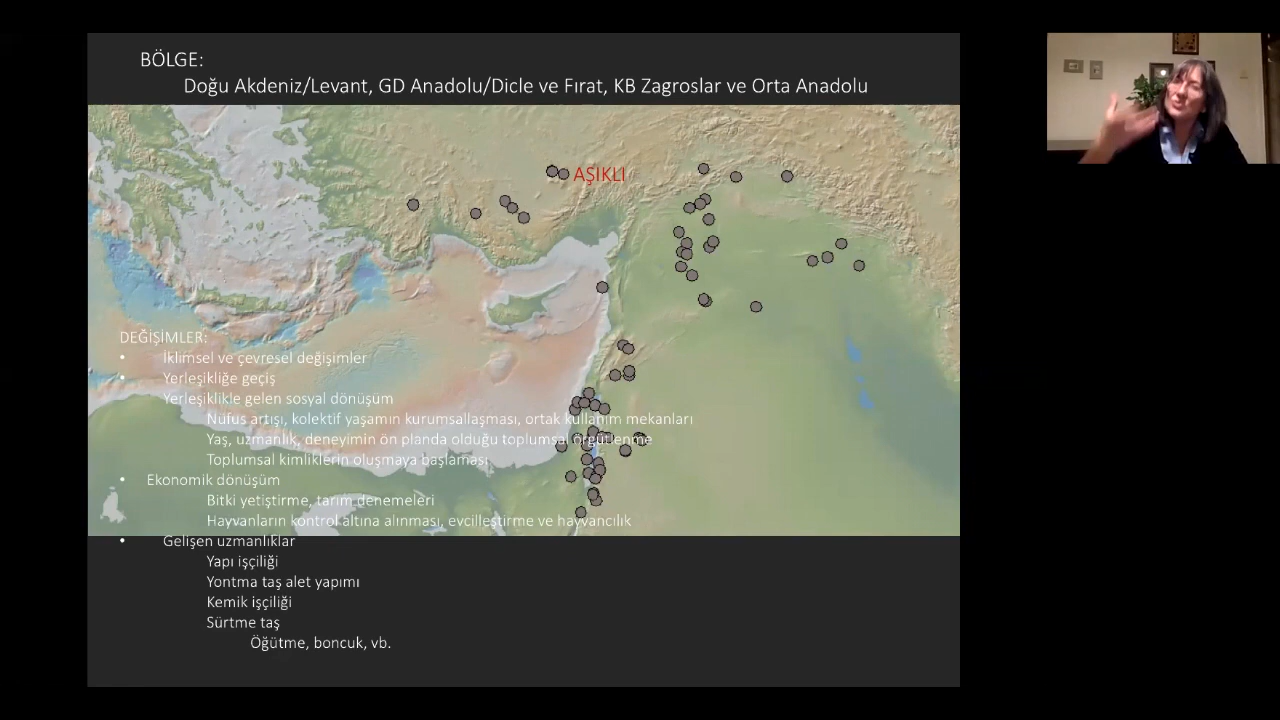 BÖLGE:
Doğu Akdeniz/Levant, GD Anadolu/Dicle ve Fırat, KB Zagroslar ve Orta Anadolu
AŞIKLI
DEĞİŞİMLER:
• İklimsel ve çevresel değişimler
• Yerleşikliğe geçiş
Yerleşiklikle gelen sosyal dönüşüm
Nüfus artışı, kolektif yaşamın kurumsallaşması, ortak kullanım mekanları
Yaş, uzmanlık, deneyimin ön planda olduğu toplumsal örgütlenme
Toplumsal kimliklerin oluşmaya başlaması
• Ekonomik dönüşüm
Bitki yetiştirme, tarım denemeleri
Hayvanların kontrol altına alınması, evcilleştirme ve hayvancılık
• Gelişen uzmanlıklar
Yapı işçiliği
Yontma taş alet yapımı
Kemik işçiliği
Sürtme taş
Öğütme, boncuk, vb.